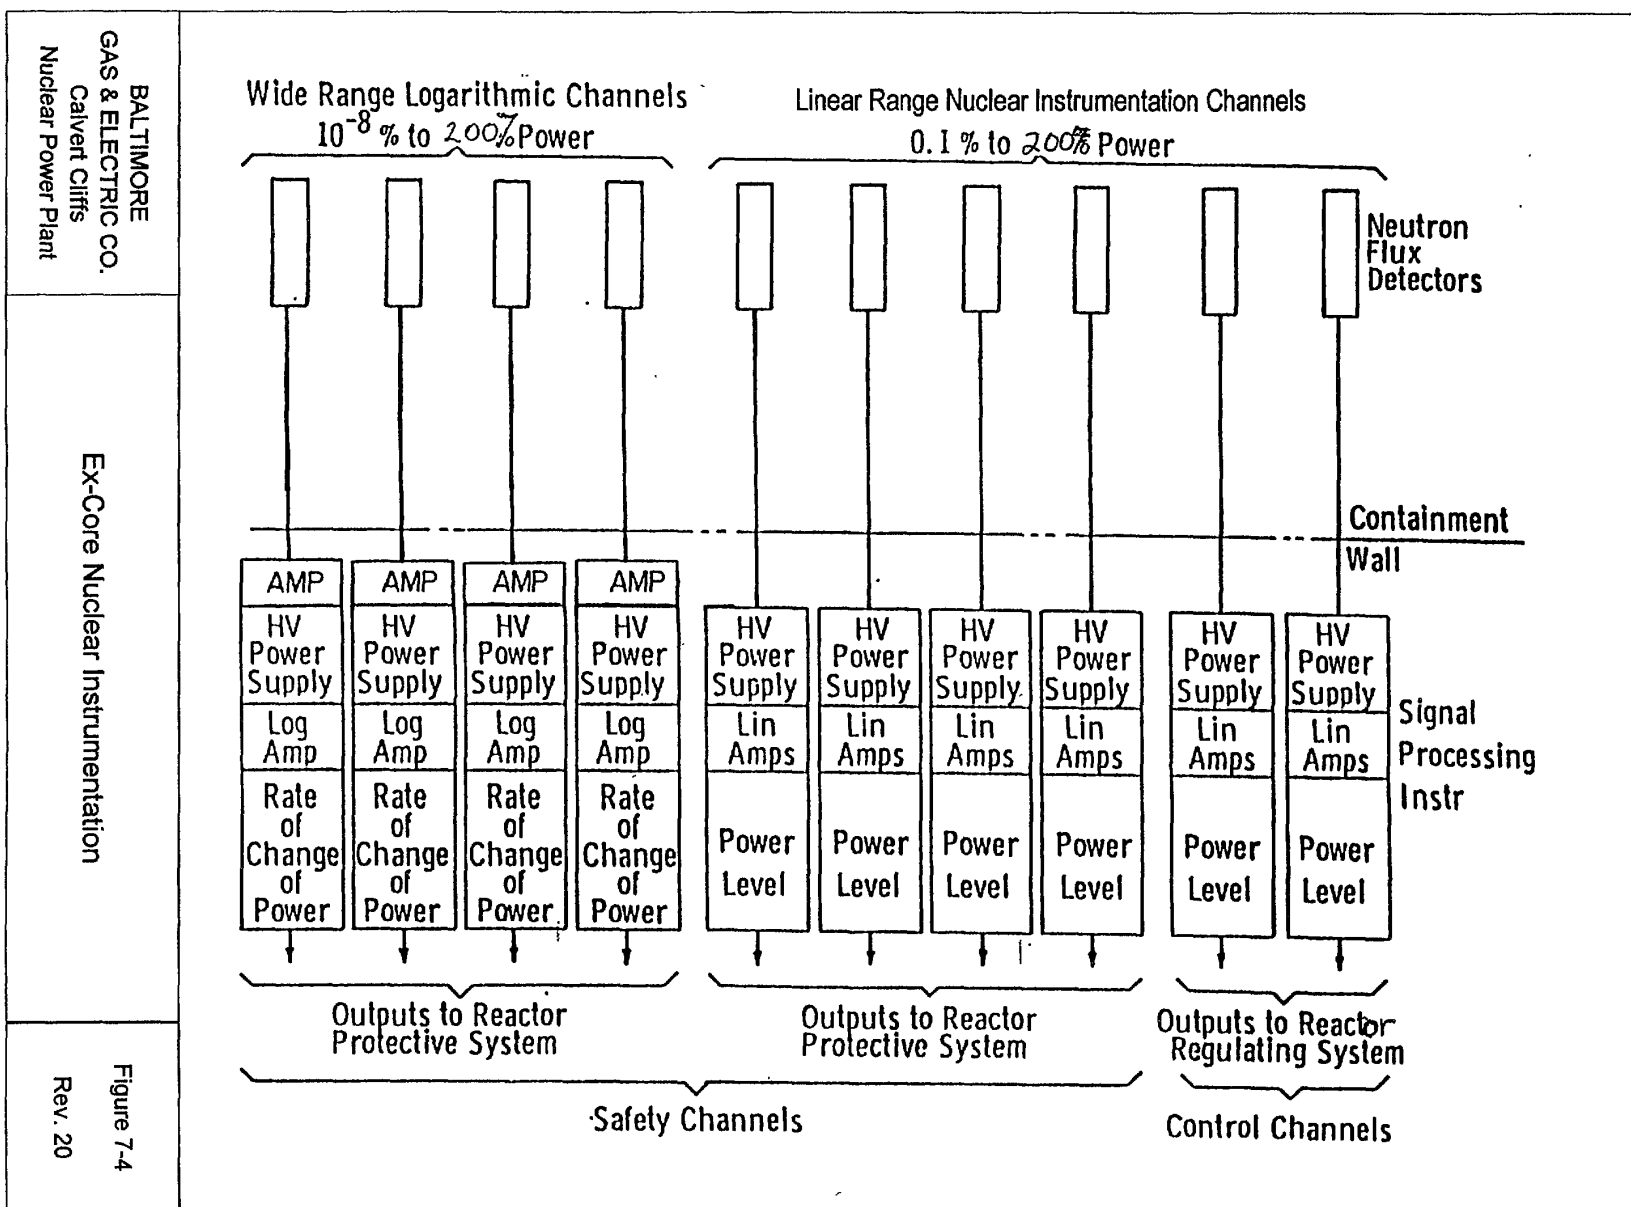 BALTIMORE
GAS & ELECTRIC CO.
Calvert Cliffs
Nuclear Power Plant
Ex-Core Nuclear Instrumentation
Figure 7-4
Rev. 20
Wide Range Logarithmic Channels
10⁻⁸ % to 200% Power
Linear Range Nuclear Instrumentation Channels
0.1 % to 200% Power
Neutron
Flux
Detectors
Containment
Wall
AMP
HV
Power
Supply
Log
Amp
Rate
of
Change
of
Power
AMP
HV
Power
Supply
Log
Amp
Rate
of
Change
of
Power
AMP
HV
Power
Supply
Log
Amp
Rate
of
Change
of
Power
AMP
HV
Power
Supply
Log
Amp
Rate
of
Change
of
Power
HV
Power
Supply
Lin
Amps
Power
Level
HV
Power
Supply
Lin
Amps
Power
Level
HV
Power
Supply
Lin
Amps
Power
Level
HV
Power
Supply
Lin
Amps
Power
Level
HV
Power
Supply
Lin
Amps
Power
Level
HV
Power
Supply
Lin
Amps
Power
Level
Signal
Processing
Instr
Outputs to Reactor
Protective System
Outputs to Reactor
Protective System
Outputs to Reactor
Regulating System
Safety Channels
Control Channels